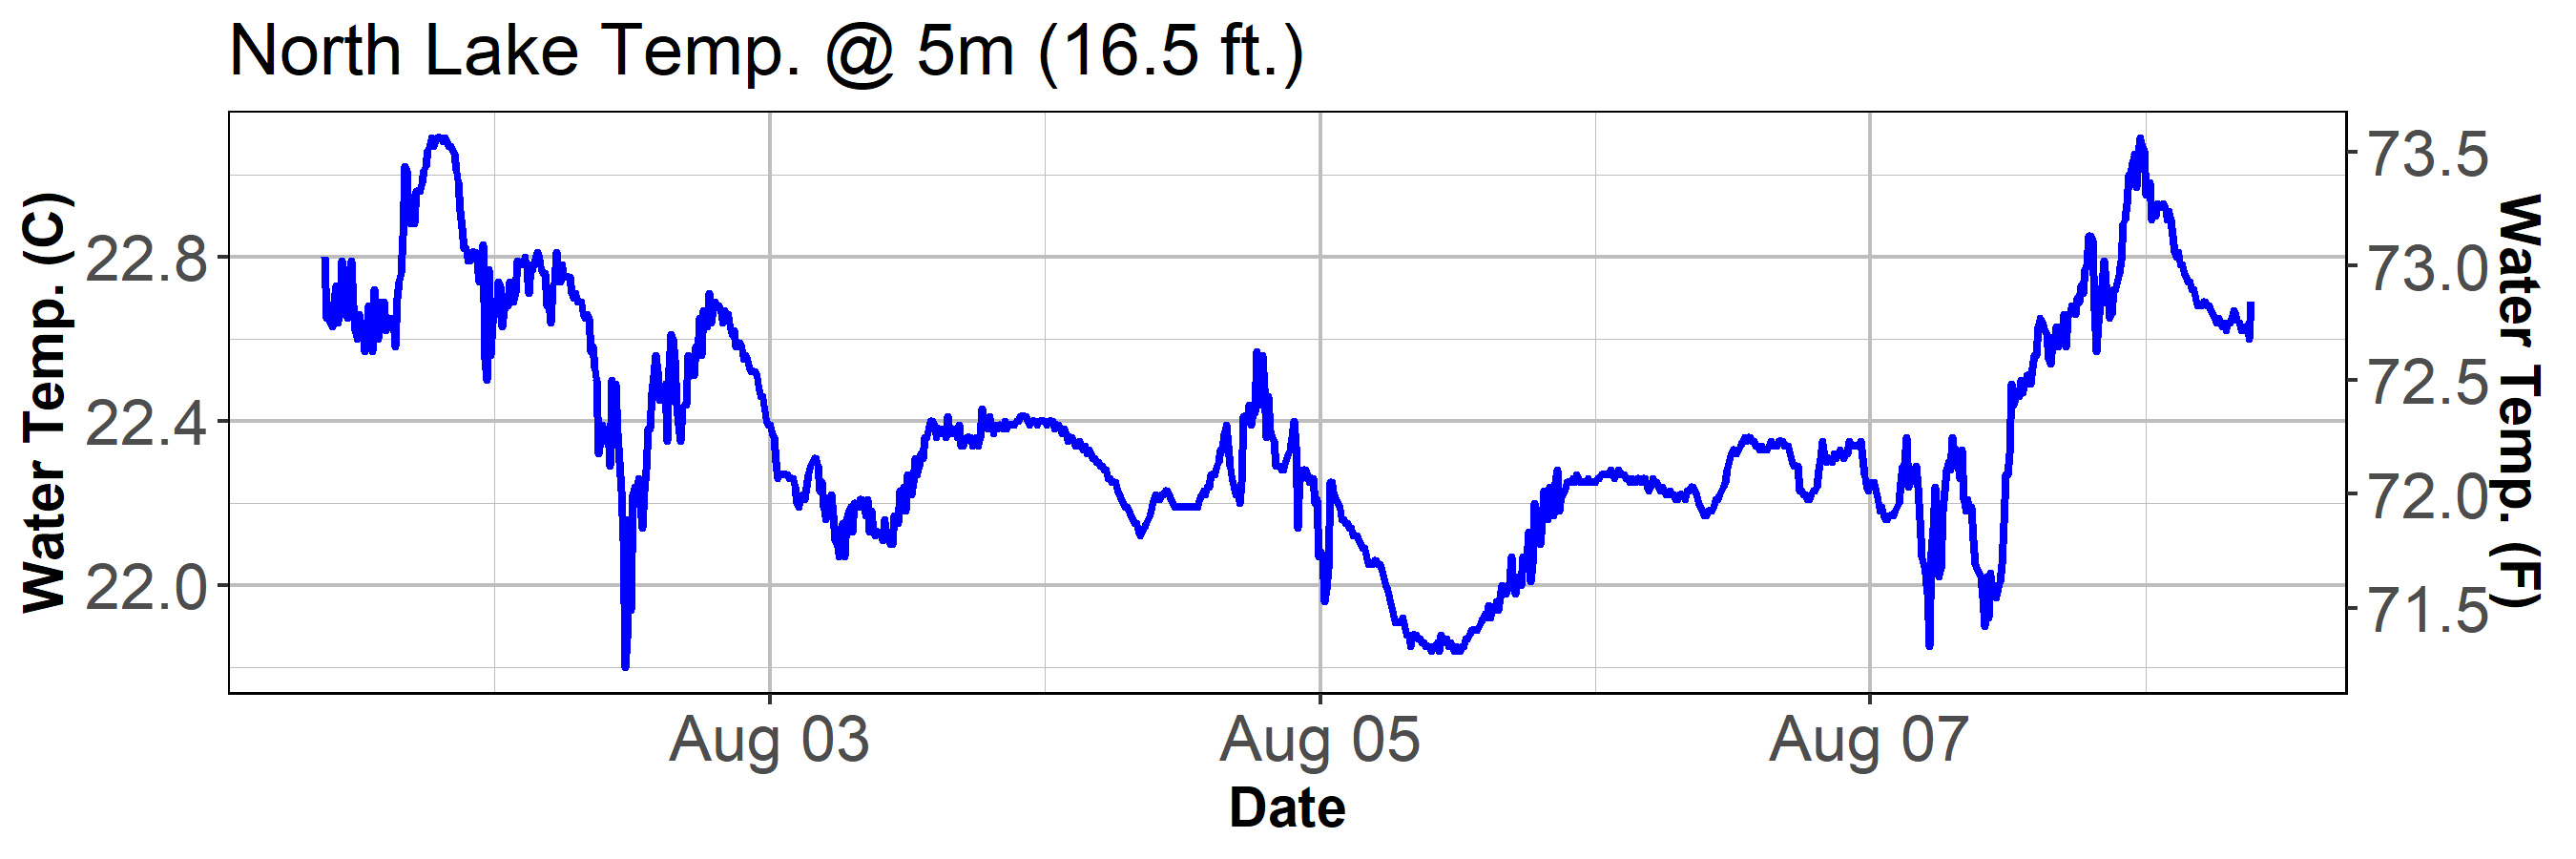 North Lake Temp. @ 5m (16.5 ft.)
Water Temp. (C)
22.8
22.4
22.0
73.5
73.0
72.5
72.0
71.5
Water Temp. (F)
Aug 03 Aug 05 Aug 07
Date